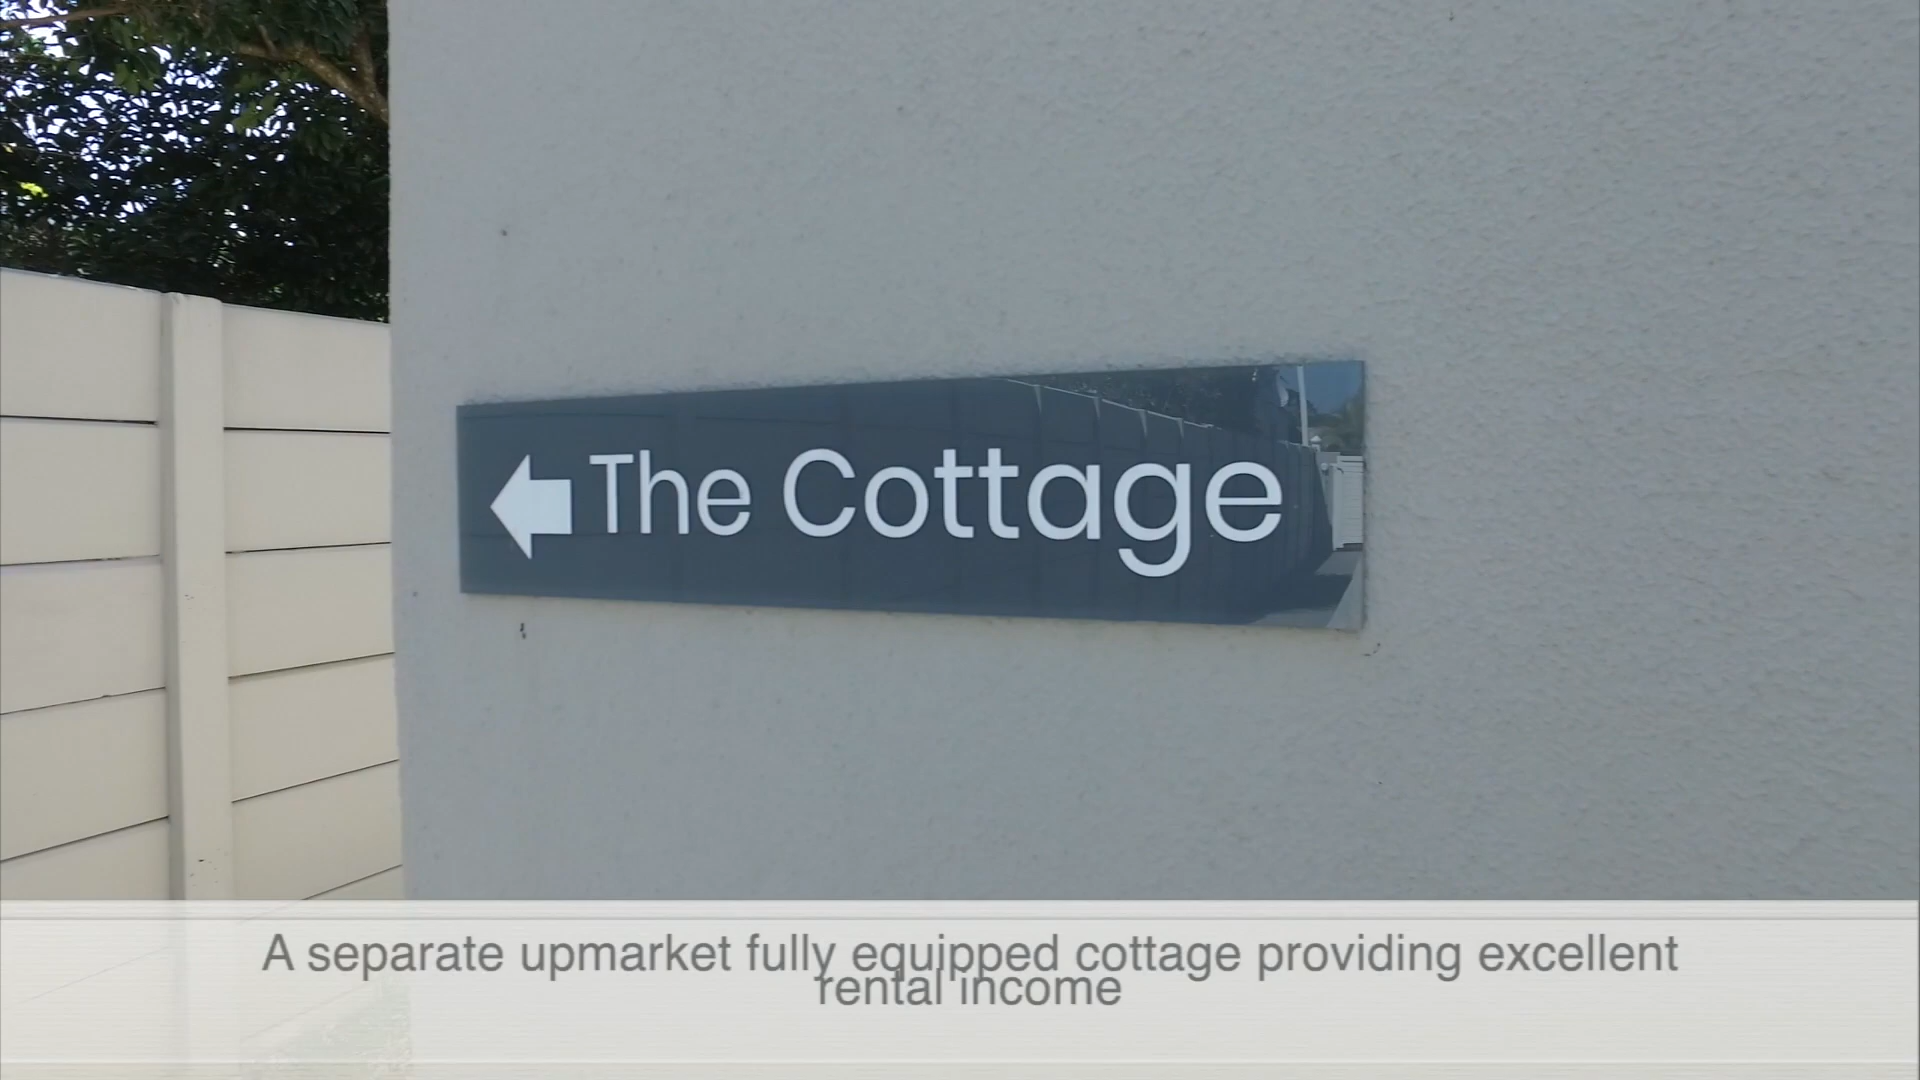 The Cottage
A separate upmarket fully equipped cottage providing excellent
rental income